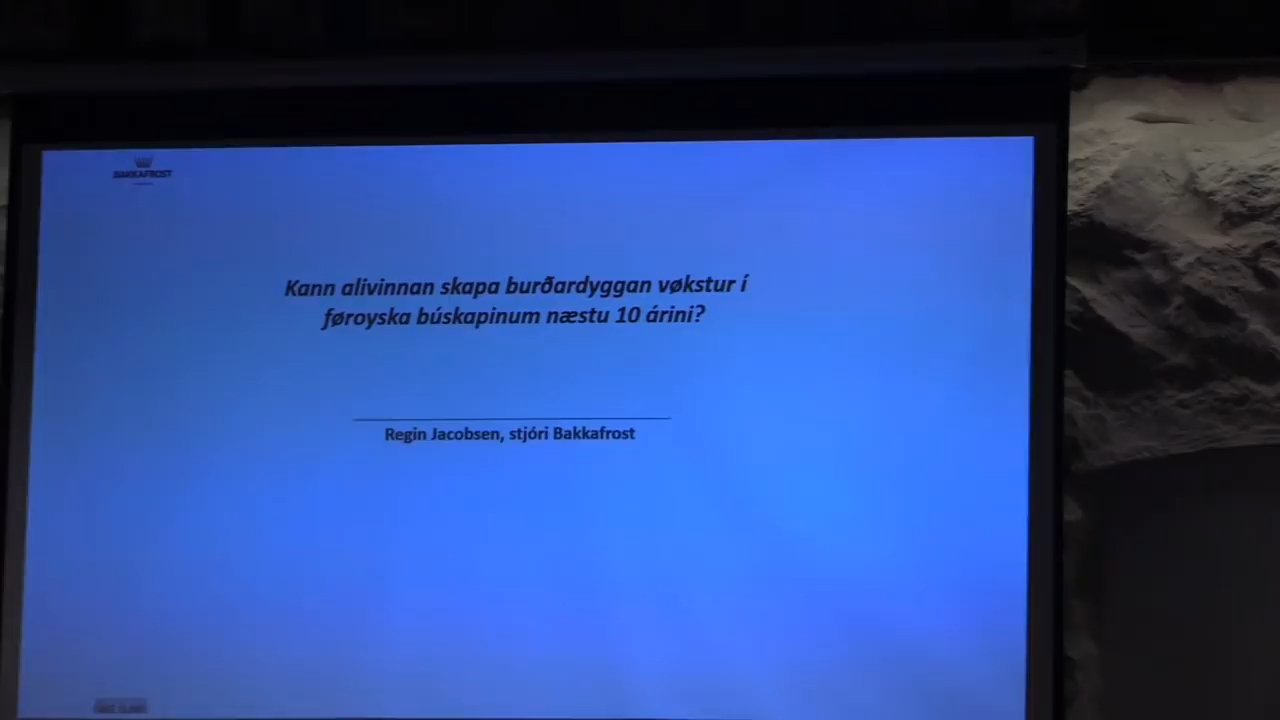 BAKKAFROST
Kann alivinnan skapa burðardyggan vøkstur í
føroyska búskapinum næstu 10 árini?
Regin Jacobsen, stjóri Bakkafrost